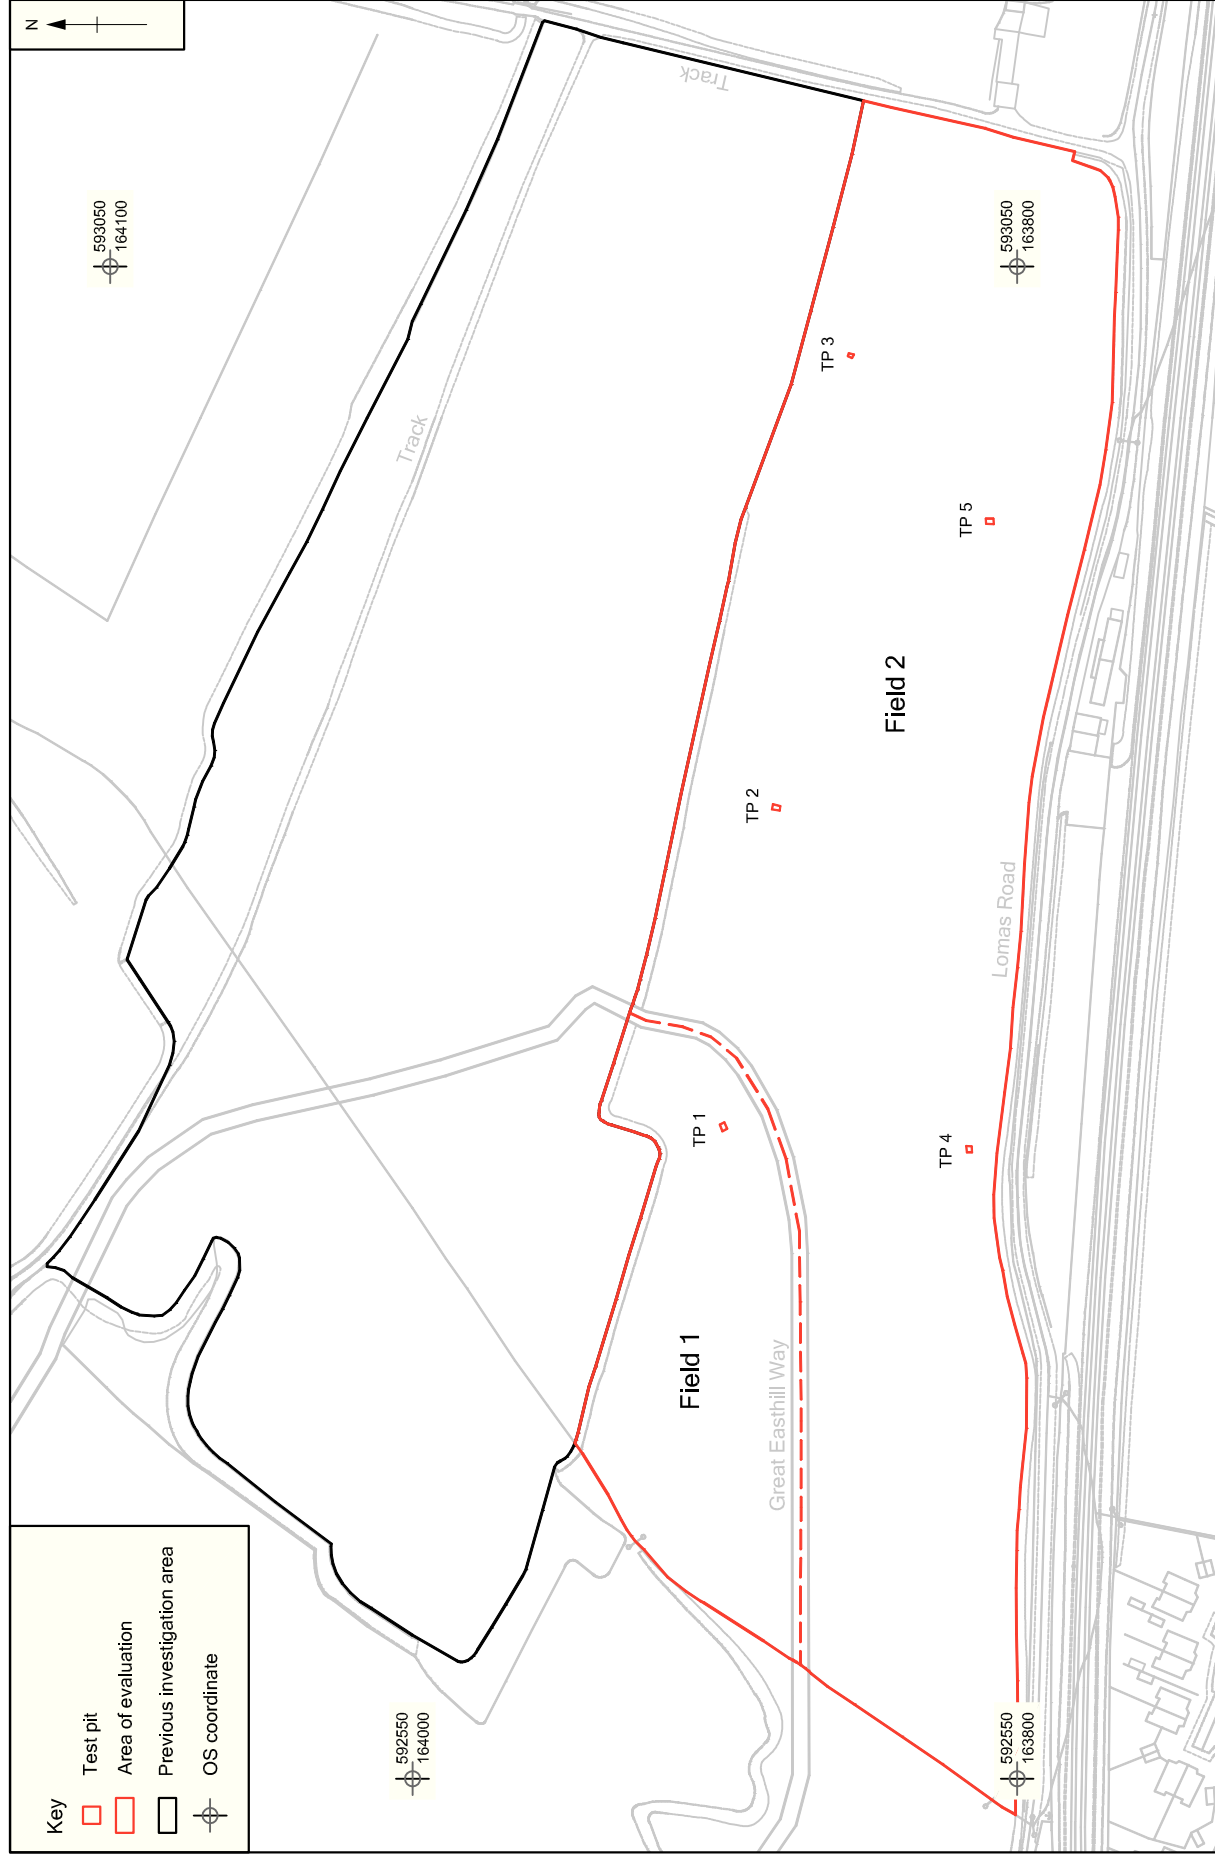 Key
Test pit
Area of evaluation
Previous investigation area
OS coordinate
N
593050
164100
592550
164000
593050
163800
592550
163800
Track
Track
TP 3
TP 5
TP 2
Field 2
Lomas Road
TP 1
TP 4
Field 1
Great Easthill Way